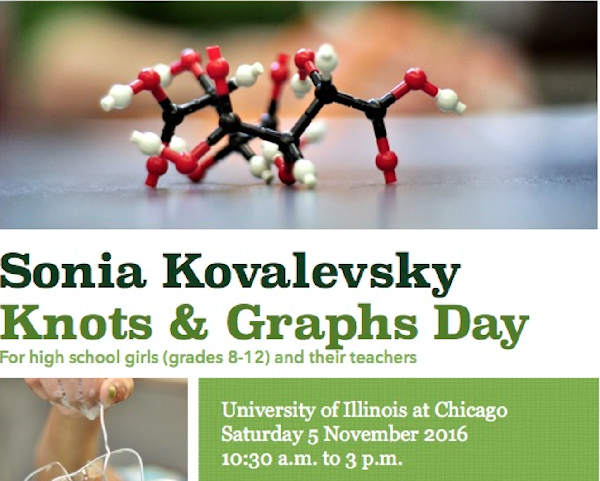 Sonia Kovalevsky
Knots & Graphs Day
For high school girls (grades 8-12) and their teachers
University of Illinois at Chicago
Saturday 5 November 2016
10:30 a.m. to 3 p.m.